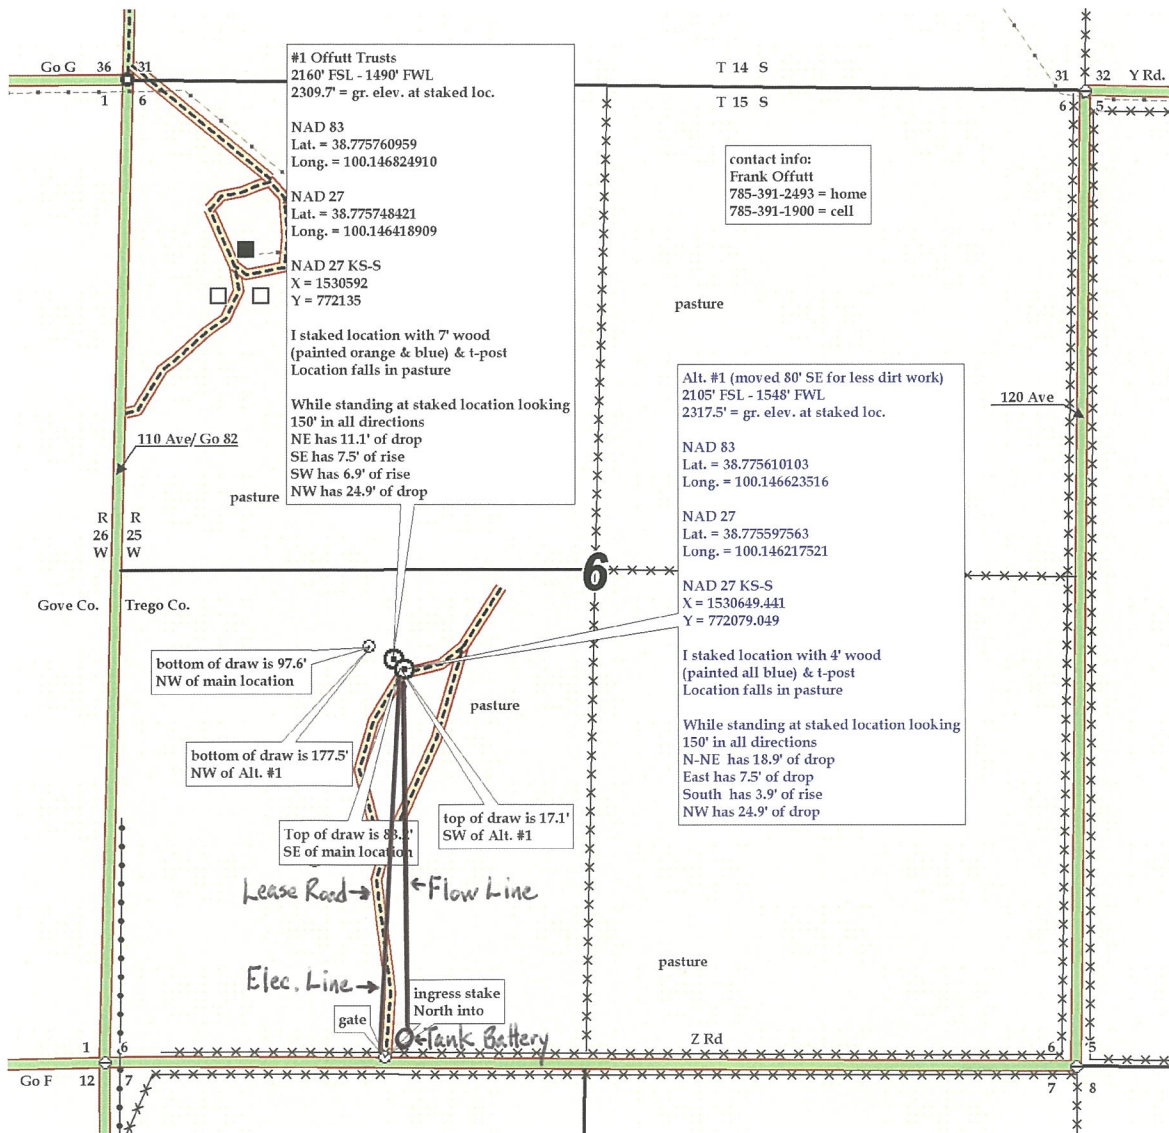 Go G 36 31
1 6
T 14 S
T 15 S
31 32 Y Rd.
6 5
#1 Offutt Trusts
2160' FSL - 1490' FWL
2309.7' = gr. elev. at staked loc.
NAD 83
Lat. = 38.775760959
Long. = 100.146824910
NAD 27
Lat. = 38.775748421
Long. = 100.146418909
NAD 27 KS-S
X = 1530592
Y = 772135
I staked location with 7' wood
(painted orange & blue) & t-post
Location falls in pasture
While standing at staked location looking
150' in all directions
NE has 11.1' of drop
SE has 7.5' of rise
SW has 6.9' of rise
NW has 24.9' of drop
contact info:
Frank Offutt
785-391-2493 = home
785-391-1900 = cell
pasture
Alt. #1 (moved 80' SE for less dirt work)
2105' FSL - 1548' FWL
2317.5' = gr. elev. at staked loc.
NAD 83
Lat. = 38.775610103
Long. = 100.146623516
NAD 27
Lat. = 38.775597563
Long. = 100.146217521
NAD 27 KS-S
X = 1530649.441
Y = 772079.049
I staked location with 4' wood
(painted all blue) & t-post
Location falls in pasture
While standing at staked location looking
150' in all directions
N-NE has 18.9' of drop
East has 7.5' of drop
South has 3.9' of rise
NW has 24.9' of drop
120 Ave
110 Ave/ Go 82
pasture
R R
26 25
W W
6
Gove Co. Trego Co.
bottom of draw is 97.6'
NW of main location
pasture
bottom of draw is 177.5'
NW of Alt. #1
Top of draw is 83.2'
SE of main location
top of draw is 17.1'
SW of Alt. #1
Lease Road
Flow Line
pasture
Elec. Line
ingress stake
North into
gate
Tank Battery
Z Rd
1 6
6 5
Go F 12 7
7 8